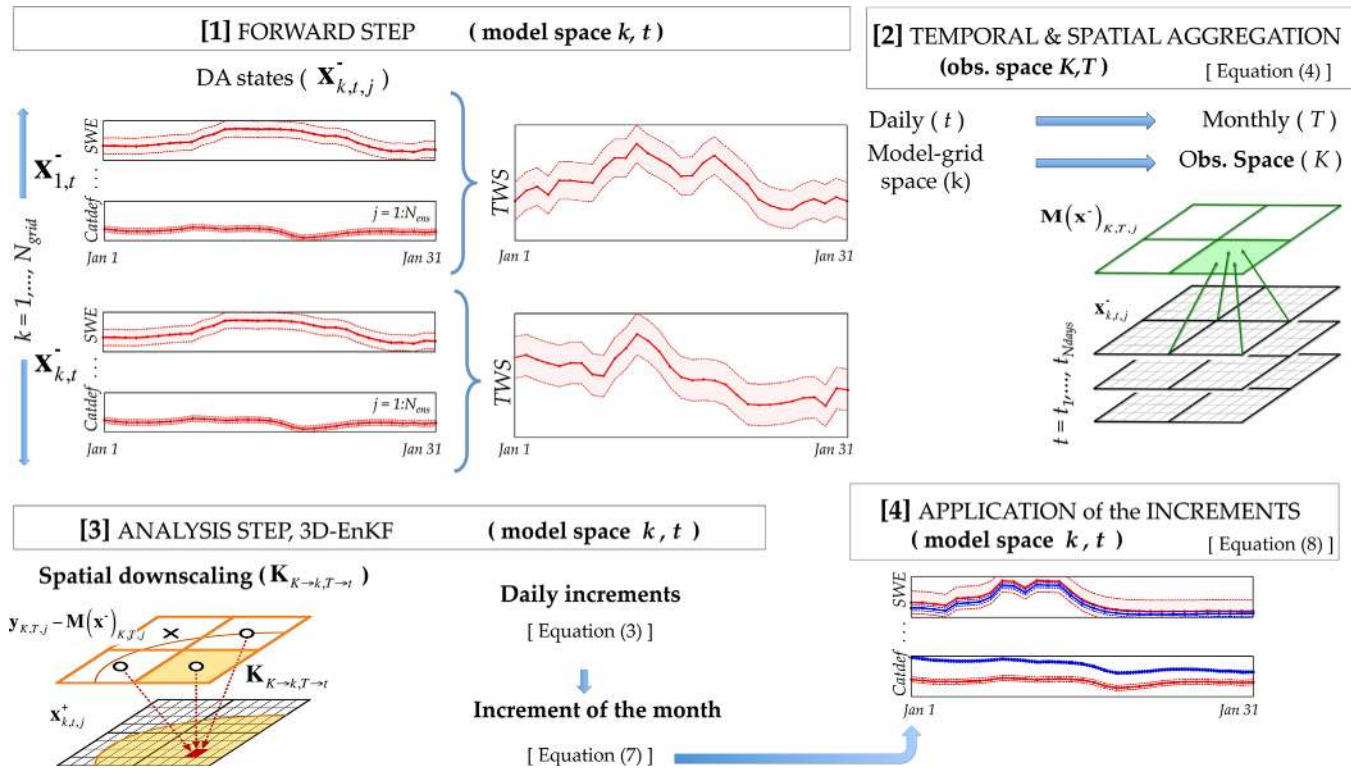 [1] FORWARD STEP ( model space k, t )
DA states ( x⁻k,t,j )
k = 1,..., Ngrid
x⁻1,t
SWE
. . .
Catdef
j = 1:Nens
Jan 1 Jan 31
TWS
Jan 1 Jan 31
x⁻k,t
SWE
. . .
Catdef
j = 1:Nens
Jan 1 Jan 31
TWS
Jan 1 Jan 31
[2] TEMPORAL & SPATIAL AGGREGATION
(obs. space K,T) [ Equation (4) ]
Daily ( t ) Monthly ( T )
Model-grid
space (k)
Obs. Space ( K )
M(x⁻)K,T,j
x⁻k,t,j
t = t1,..., tNdays
[3] ANALYSIS STEP, 3D-EnKF ( model space k , t )
Spatial downscaling ( K K→k,T→t )
yK,T,j − M(x⁻)K,T,j
K K→k,T→t
x⁺k,t,j
Daily increments
[ Equation (3) ]
Increment of the month
[ Equation (7) ]
[4] APPLICATION of the INCREMENTS
( model space k , t ) [ Equation (8) ]
SWE
. . .
Catdef
Jan 1 Jan 31